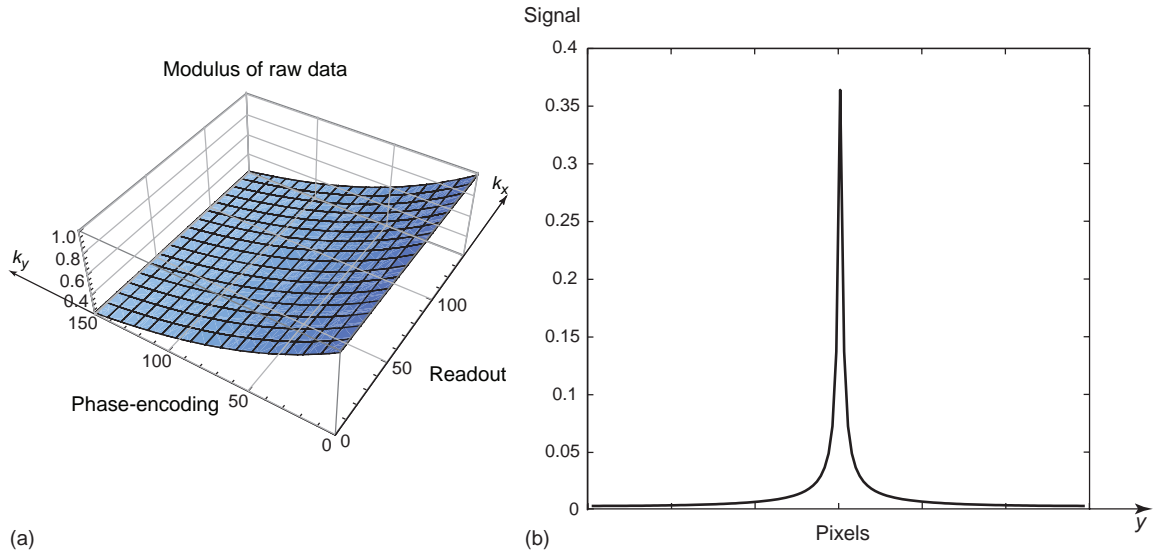 Modulus of raw data
k_x
k_y
1.0
0.8
0.6
0.4
150
100
50
0
0
50
100
Phase-encoding
Readout
(a)
Signal
0.4
0.35
0.3
0.25
0.2
0.15
0.1
0.05
0
Pixels
y
(b)